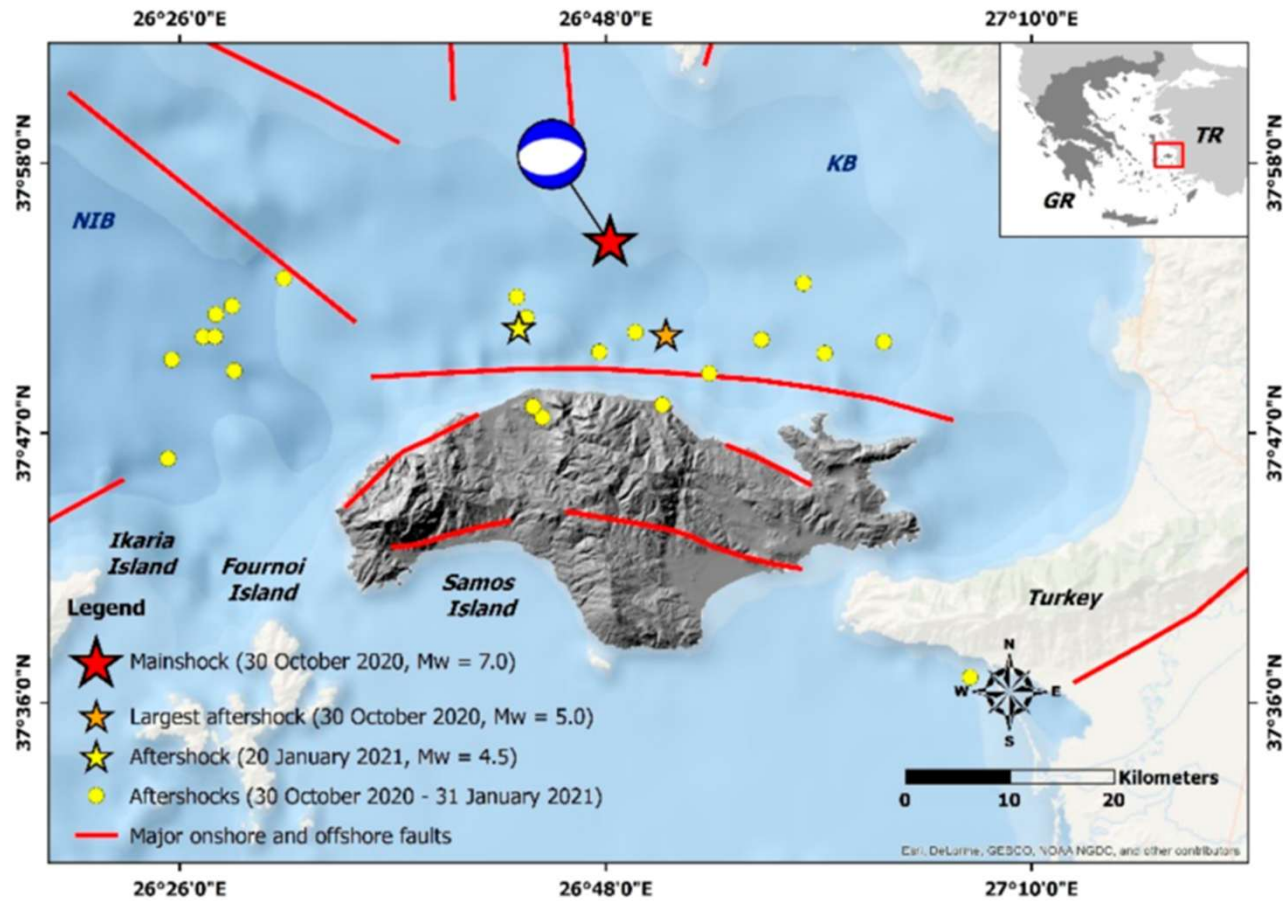 26°26'0"E
26°48'0"E
27°10'0"E
37°58'0"N
37°58'0"N
TR
GR
KB
NIB
37°47'0"N
37°47'0"N
Ikaria
Island
Fournoi
Island
Samos
Island
Turkey
Legend
Mainshock (30 October 2020, Mw = 7.0)
Largest aftershock (30 October 2020, Mw = 5.0)
Aftershock (20 January 2021, Mw = 4.5)
Aftershocks (30 October 2020 - 31 January 2021)
Major onshore and offshore faults
N
W
E
S
37°36'0"N
37°36'0"N
Kilometers
0
10
20
Esri, DeLorme, GEBCO, NOAA NGDC, and other contributors
26°26'0"E
26°48'0"E
27°10'0"E